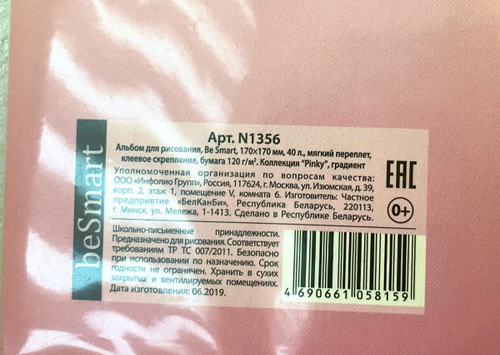 beSmart
Арт. N1356
Альбом для рисования, Be Smart, 170×170 мм, 40 л., мягкий переплет,
клеевое скрепление, бумага 120 г/м². Коллекция "Pinky", градиент
Уполномоченная организация по вопросам качества:
ООО «Инфолио Групп», Россия, 117624, г. Москва, ул. Изюмская, д. 39,
корп. 2, этаж 1, помещение V, комната 6. Изготовитель: Частное
предприятие «БелКанБи», Республика Беларусь, 220113,
г. Минск, ул. Мележа, 1-1413. Сделано в Республике Беларусь.
EAC
0+
Школьно-письменные принадлежности.
Предназначено для рисования. Соответствует
требованиям ТР ТС 007/2011. Безопасно
при использовании по назначению. Срок
годности не ограничен. Хранить в сухих
закрытых и вентилируемых помещениях.
Дата изготовления: 06.2019.
4 690661 058159